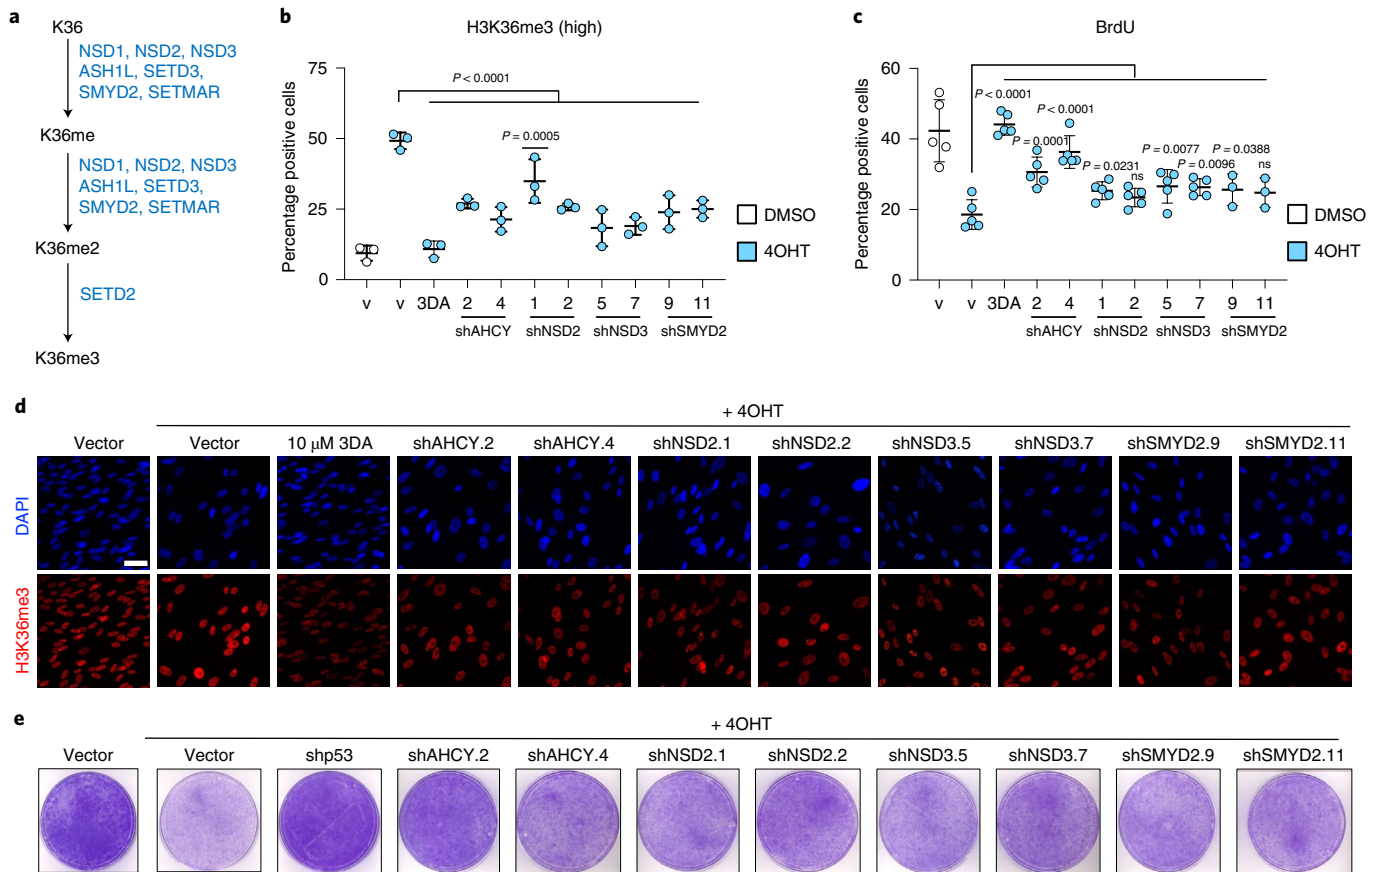 a
K36
NSD1, NSD2, NSD3
ASH1L, SETD3,
SMYD2, SETMAR
K36me
NSD1, NSD2, NSD3
ASH1L, SETD3,
SMYD2, SETMAR
K36me2
SETD2
K36me3
b
H3K36me3 (high)
Percentage positive cells
75
50
25
0
P < 0.0001
P = 0.0005
v v 3DA 2 4 1 2 5 7 9 11
shAHCY shNSD2 shNSD3 shSMYD2
DMSO
4OHT
c
BrdU
Percentage positive cells
60
40
20
0
P < 0.0001
P < 0.0001
P = 0.0001
P = 0.0231
ns
P = 0.0077
P = 0.0096
P = 0.0388
ns
v v 3DA 2 4 1 2 5 7 9 11
shAHCY shNSD2 shNSD3 shSMYD2
DMSO
4OHT
d
+ 4OHT
Vector Vector 10 μM 3DA shAHCY.2 shAHCY.4 shNSD2.1 shNSD2.2 shNSD3.5 shNSD3.7 shSMYD2.9 shSMYD2.11
DAPI
H3K36me3
e
+ 4OHT
Vector Vector shp53 shAHCY.2 shAHCY.4 shNSD2.1 shNSD2.2 shNSD3.5 shNSD3.7 shSMYD2.9 shSMYD2.11